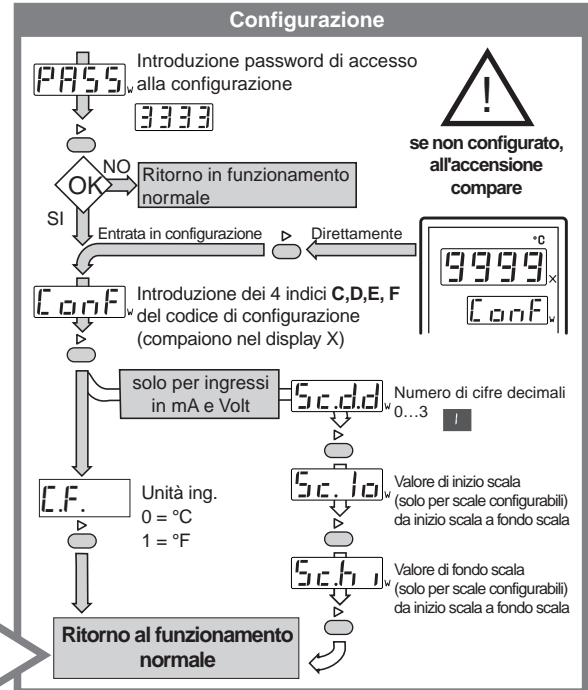 Configurazione
PASS w
Introduzione password di accesso
alla configurazione
3333
!
se non configurato,
all'accensione
compare
OK
NO
Ritorno in funzionamento
normale
SI
Entrata in configurazione
Direttamente
°C
9999 x
ConF w
ConF w
Introduzione dei 4 indici C,D,E, F
del codice di configurazione
(compaiono nel display X)
solo per ingressi
in mA e Volt
Sc.d.d w
Numero di cifre decimali
0…3 1
C.F.
Unità ing.
0 = °C
1 = °F
Sc.lo w
Valore di inizio scala
(solo per scale configurabili)
da inizio scala a fondo scala
Sc.hi w
Valore di fondo scala
(solo per scale configurabili)
da inizio scala a fondo scala
Ritorno al funzionamento
normale